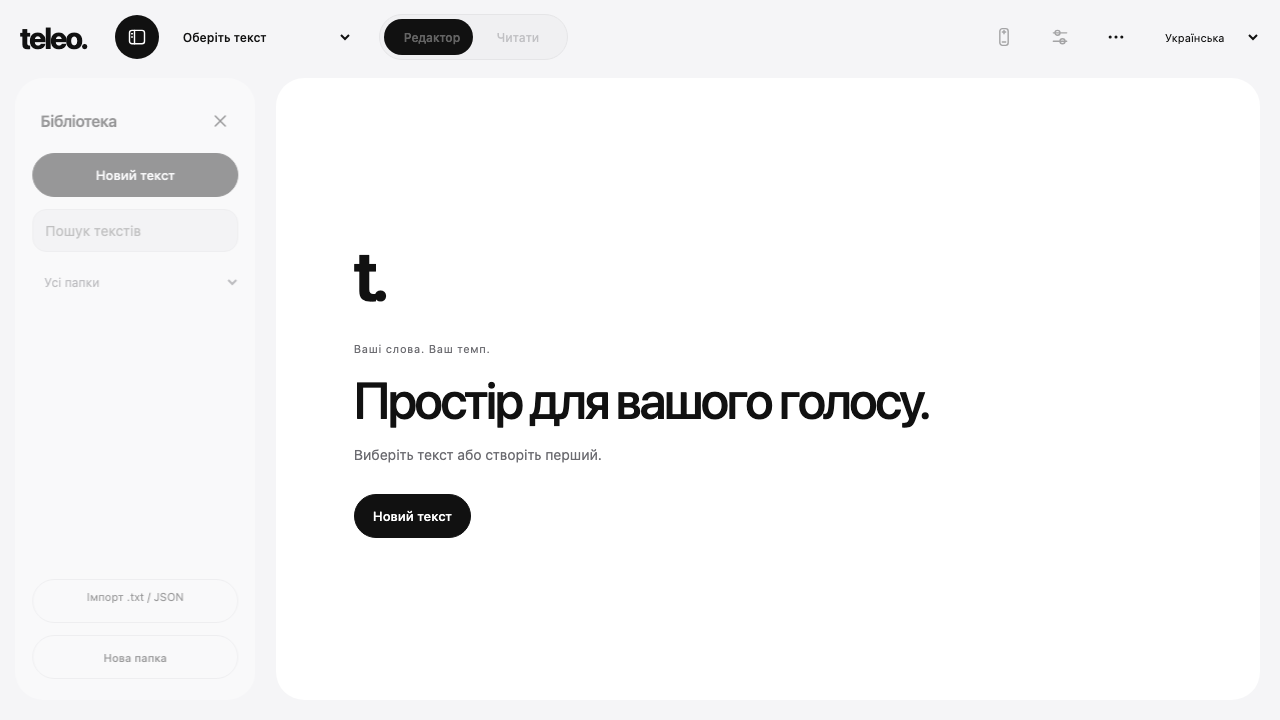 teleo.
Оберіть текст
Редактор
Читати
Українська
Бібліотека
Новий текст
Пошук текстів
Усі папки
Імпорт .txt / JSON
Нова папка
t.
Ваші слова. Ваш темп.
Простір для вашого голосу.
Виберіть текст або створіть перший.
Новий текст